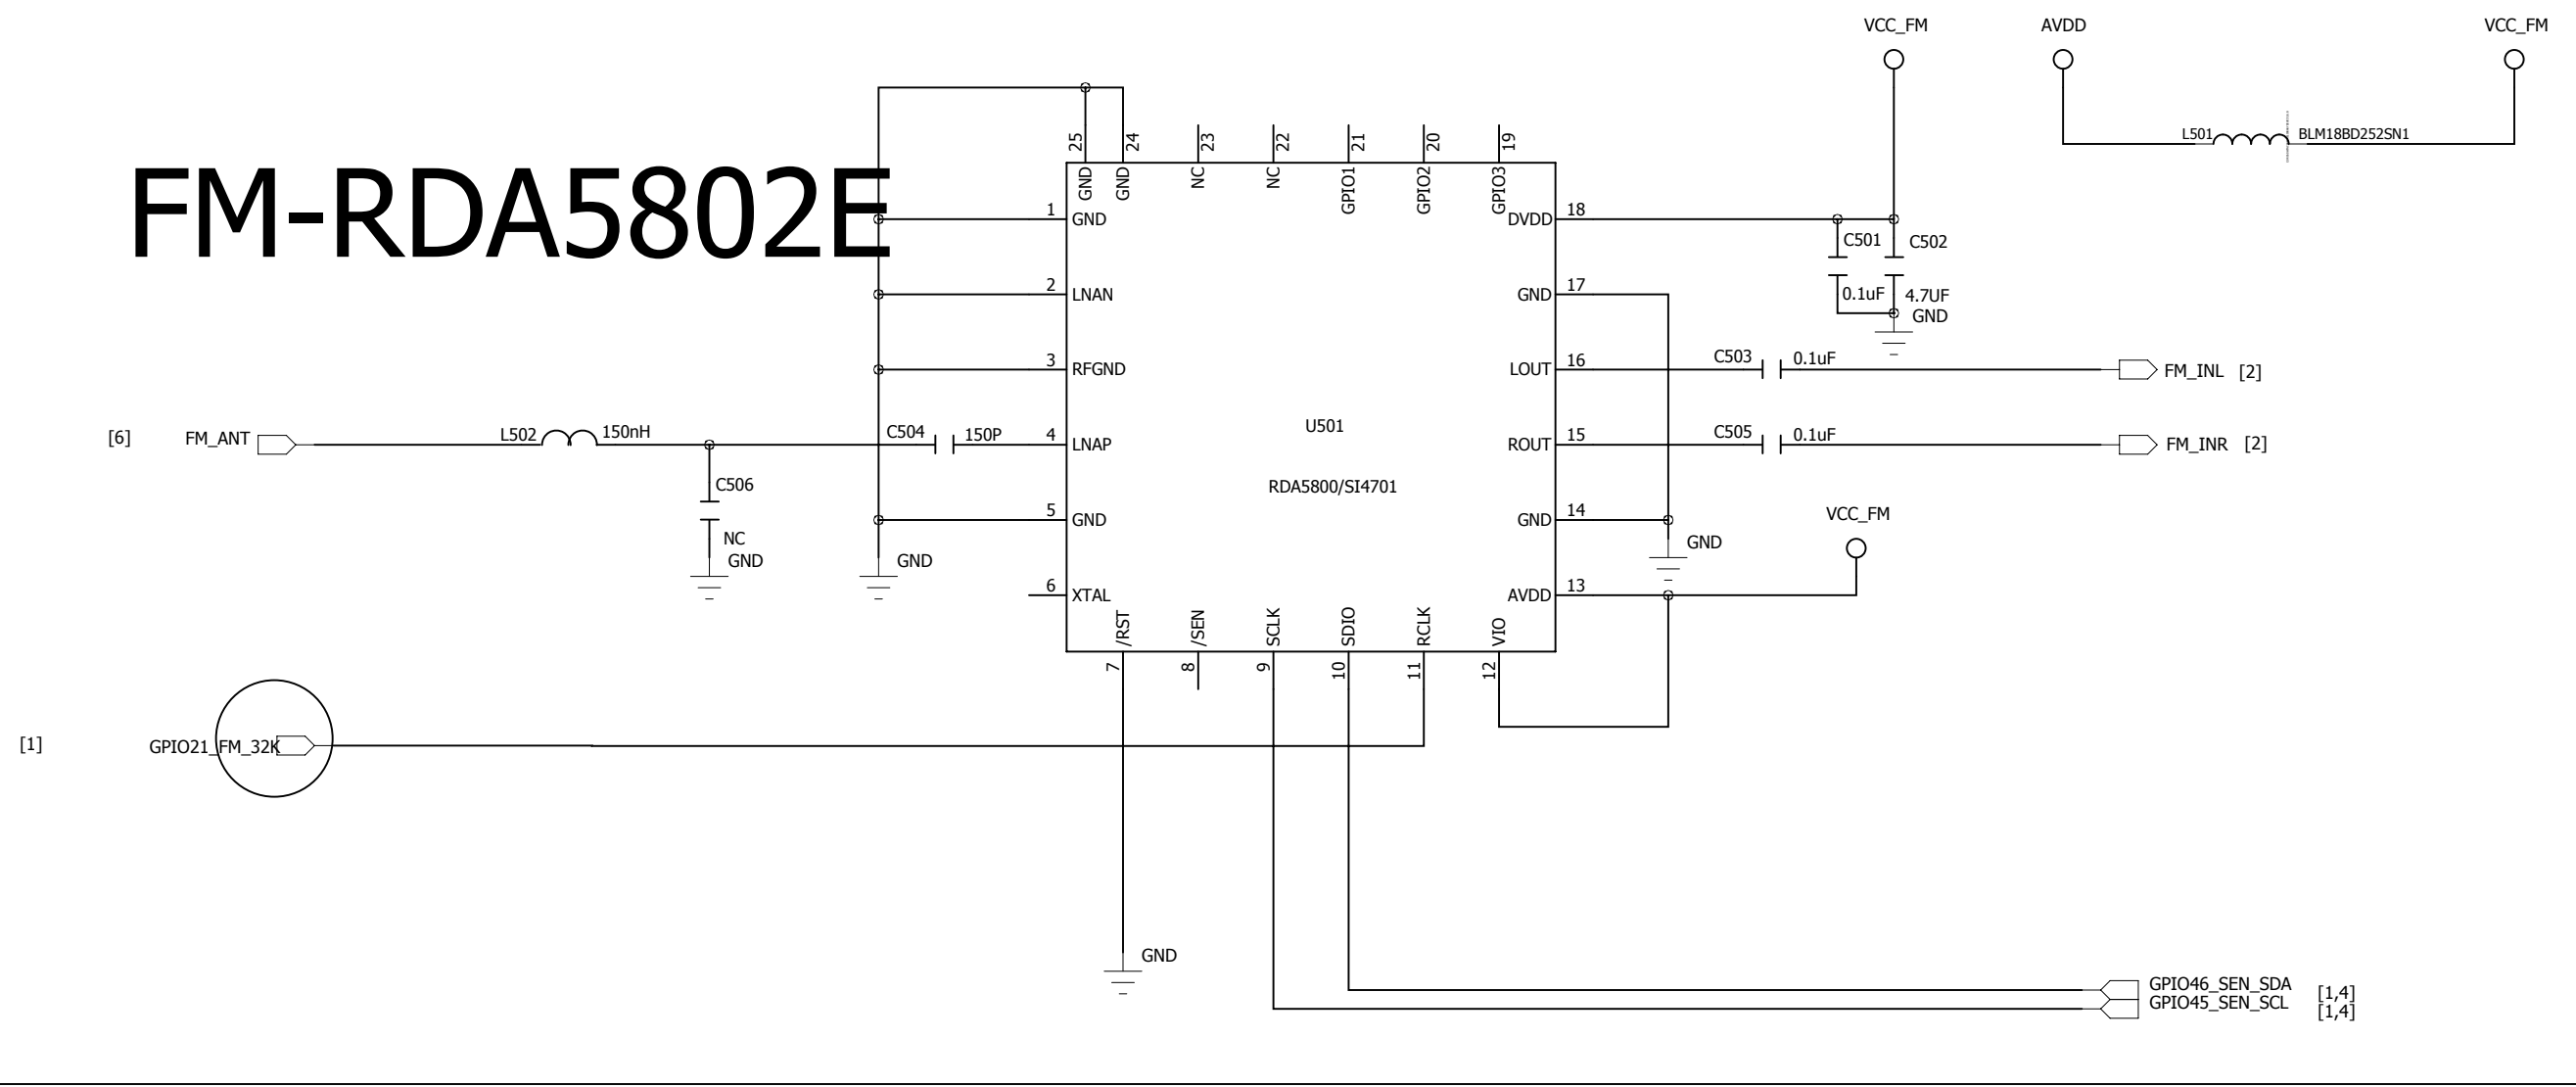 VCC_FM
AVDD
VCC_FM
25
24
23
22
21
20
19
L501
BLM18BD252SN1
FM-RDA5802E
GND
GND
NC
NC
GPIO1
GPIO2
GPIO3
1
GND
DVDD
18
C501
C502
2
LNAN
GND
17
0.1uF
4.7UF
GND
3
RFGND
LOUT
16
C503
0.1uF
FM_INL
[2]
[6]
FM_ANT
L502
150nH
C504
150P
4
LNAP
U501
ROUT
15
C505
0.1uF
FM_INR
[2]
C506
RDA5800/SI4701
NC
GND
GND
5
GND
GND
14
GND
VCC_FM
6
XTAL
AVDD
13
/RST
/SEN
SCLK
SDIO
RCLK
VIO
7
8
9
10
11
12
[1]
GPIO21_FM_32K
GND
GPIO46_SEN_SDA
[1,4]
GPIO45_SEN_SCL
[1,4]